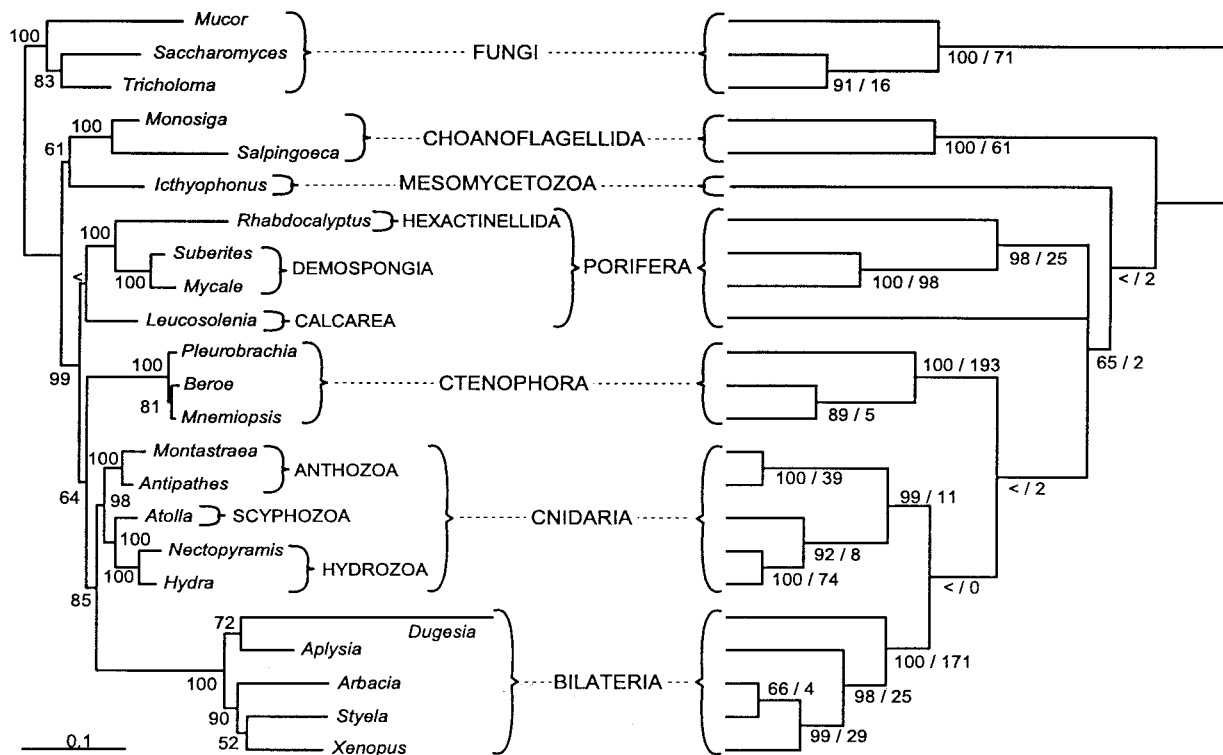 Mucor
100
Saccharomyces
FUNGI
100 / 71
83
Tricholoma
91 / 16
Monosiga
100
CHOANOFLAGELLIDA
61
Salpingoeca
100 / 61
Icthyophonus
MESOMYCETOZOA
Rhabdocalyptus
HEXACTINELLIDA
100
Suberites
98 / 25
<
DEMOSPONGIA
PORIFERA
100
Mycale
100 / 98
< / 2
Leucosolenia
CALCAREA
Pleurobrachia
100
100 / 193
65 / 2
99
Beroe
CTENOPHORA
81
Mnemiopsis
89 / 5
Montastraea
100
ANTHOZOA
100 / 39
64
98
Antipathes
99 / 11
< / 2
Atolla
SCYPHOZOA
CNIDARIA
100
Nectopyramis
92 / 8
100
HYDROZOA
100 / 74
Hydra
< / 0
85
72
Dugesia
Aplysia
100 / 171
100
Arbacia
BILATERIA
66 / 4
98 / 25
90
Styela
52
Xenopus
99 / 29
0.1